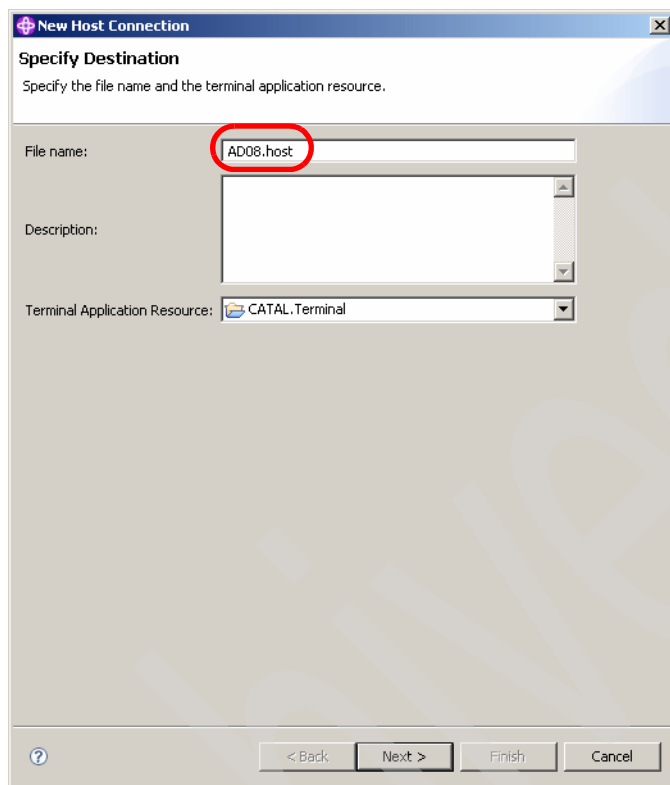 New Host Connection
Specify Destination
Specify the file name and the terminal application resource.
File name:
AD08.host
Description:
Terminal Application Resource:
CATAL.Terminal
< Back
Next >
Finish
Cancel